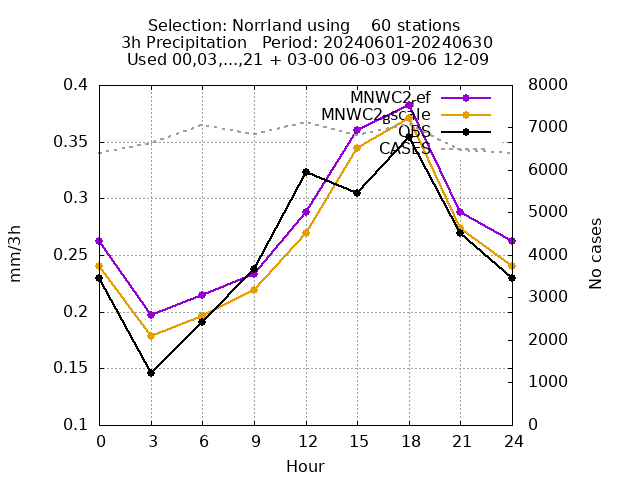 Selection: Norrland using    60 stations
3h Precipitation   Period: 20240601-20240630
Used 00,03,...,21 + 03-00 06-03 09-06 12-09
mm/3h
0.4
0.35
0.3
0.25
0.2
0.15
0.1
MNWC2_ref
MNWC2_Bscale
OBS
CASES
8000
7000
6000
5000
4000
3000
2000
1000
0
No cases
0 3 6 9 12 15 18 21 24
Hour